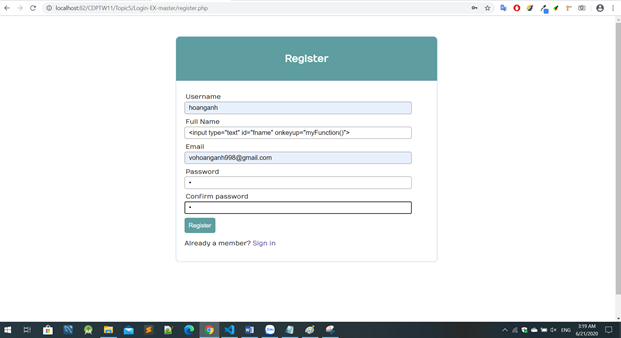 localhost:82/CDPTW11/Topic5/Login-EX-master/register.php
Register
Username
hoanganh
Full Name
<input type="text" id="fname" onkeyup="myFunction()">
Email
vohoanganh998@gmail.com
Password
•
Confirm password
•
Register
Already a member? Sign in
ENG
3:19 AM
6/21/2020